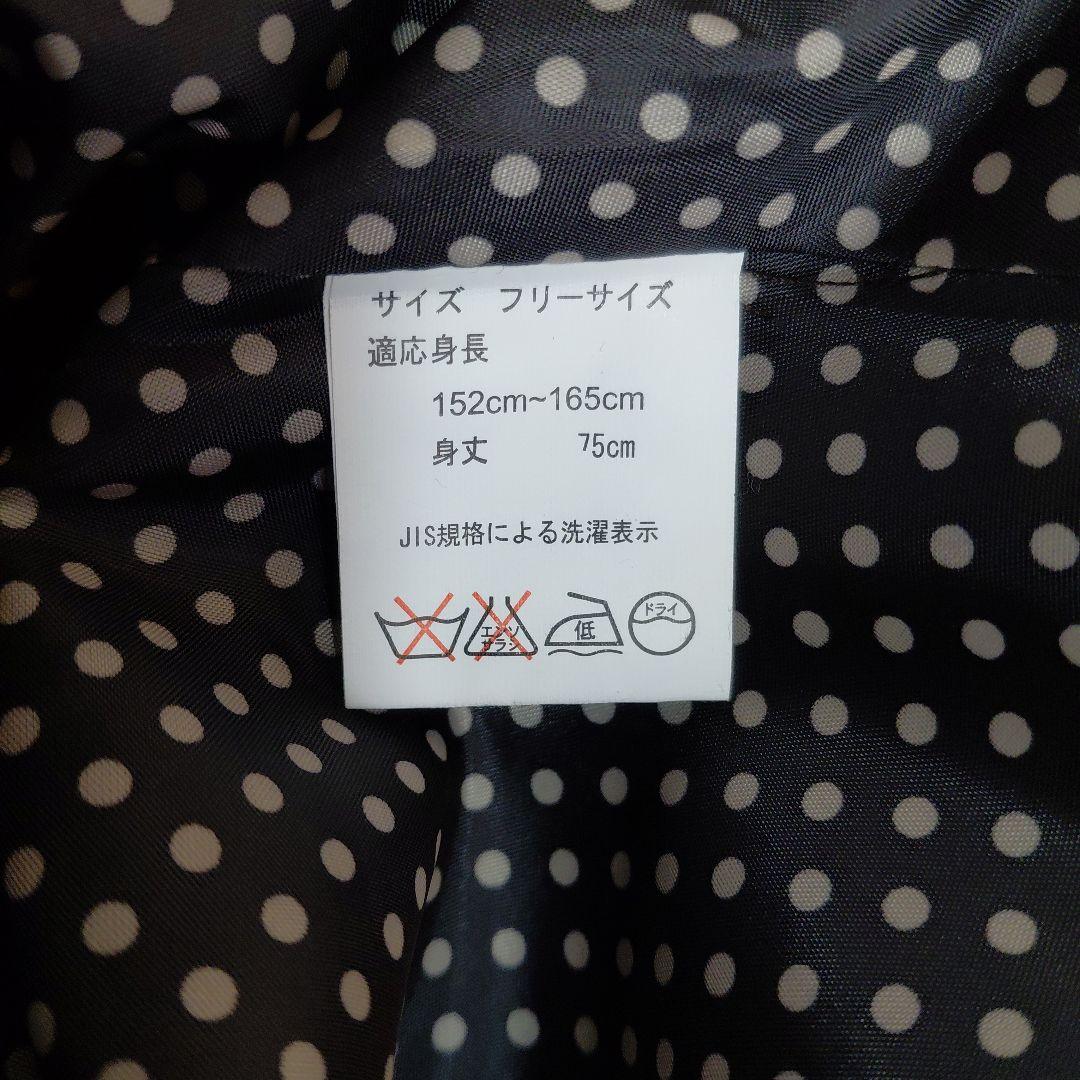 サイズ　フリーサイズ
適応身長
152cm~165cm
身丈　75cm
JIS規格による洗濯表示
エンソ
サラシ
低
ドライ